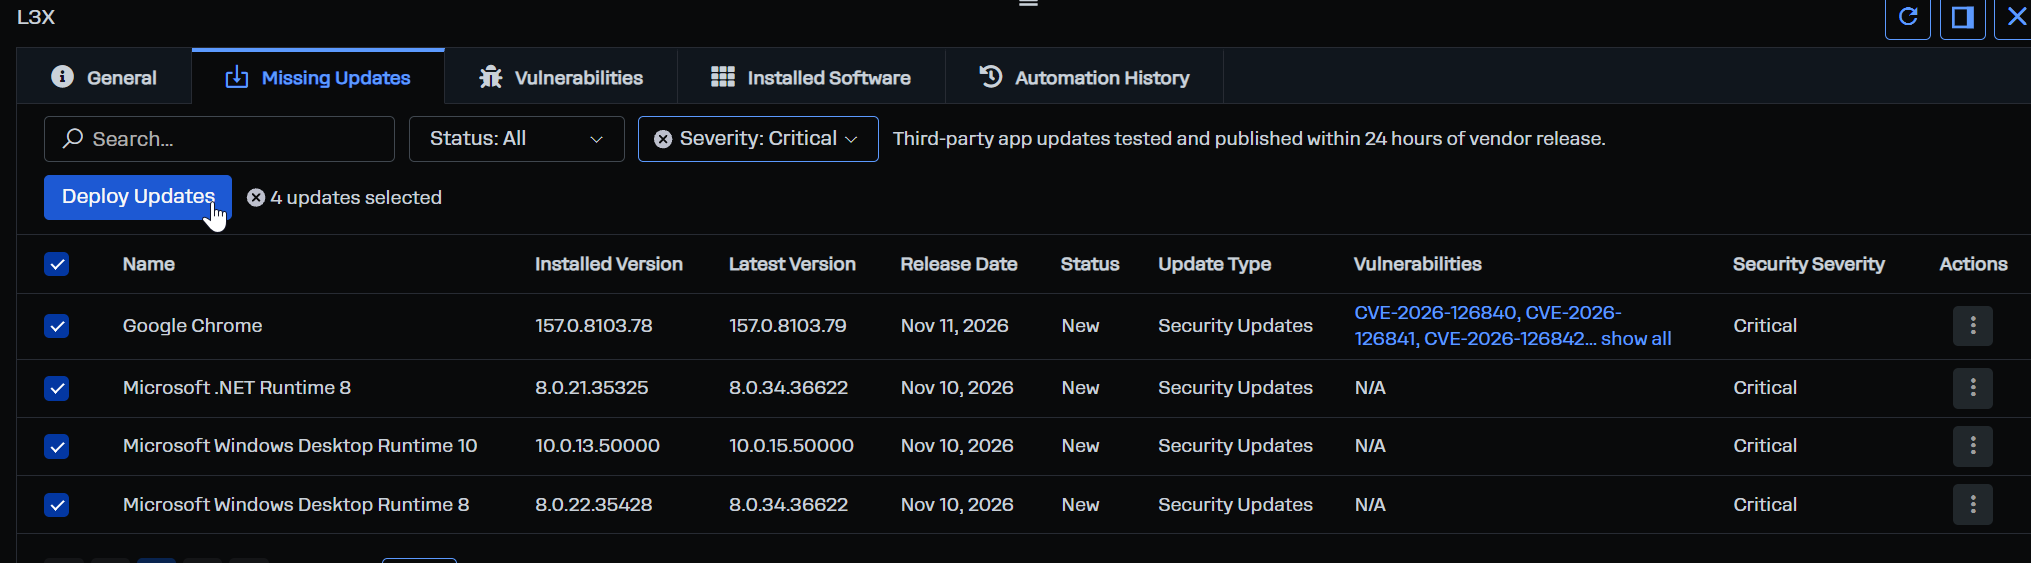 L3X
General
Missing Updates
Vulnerabilities
Installed Software
Automation History
Search...
Status: All
Severity: Critical
Third-party app updates tested and published within 24 hours of vendor release.
Deploy Updates
4 updates selected
Name Installed Version Latest Version Release Date Status Update Type Vulnerabilities Security Severity Actions
Google Chrome 157.0.8103.78 157.0.8103.79 Nov 11, 2026 New Security Updates CVE-2026-126840, CVE-2026-
126841, CVE-2026-126842... show all Critical
Microsoft .NET Runtime 8 8.0.21.35325 8.0.34.36622 Nov 10, 2026 New Security Updates N/A Critical
Microsoft Windows Desktop Runtime 10 10.0.13.50000 10.0.15.50000 Nov 10, 2026 New Security Updates N/A Critical
Microsoft Windows Desktop Runtime 8 8.0.22.35428 8.0.34.36622 Nov 10, 2026 New Security Updates N/A Critical